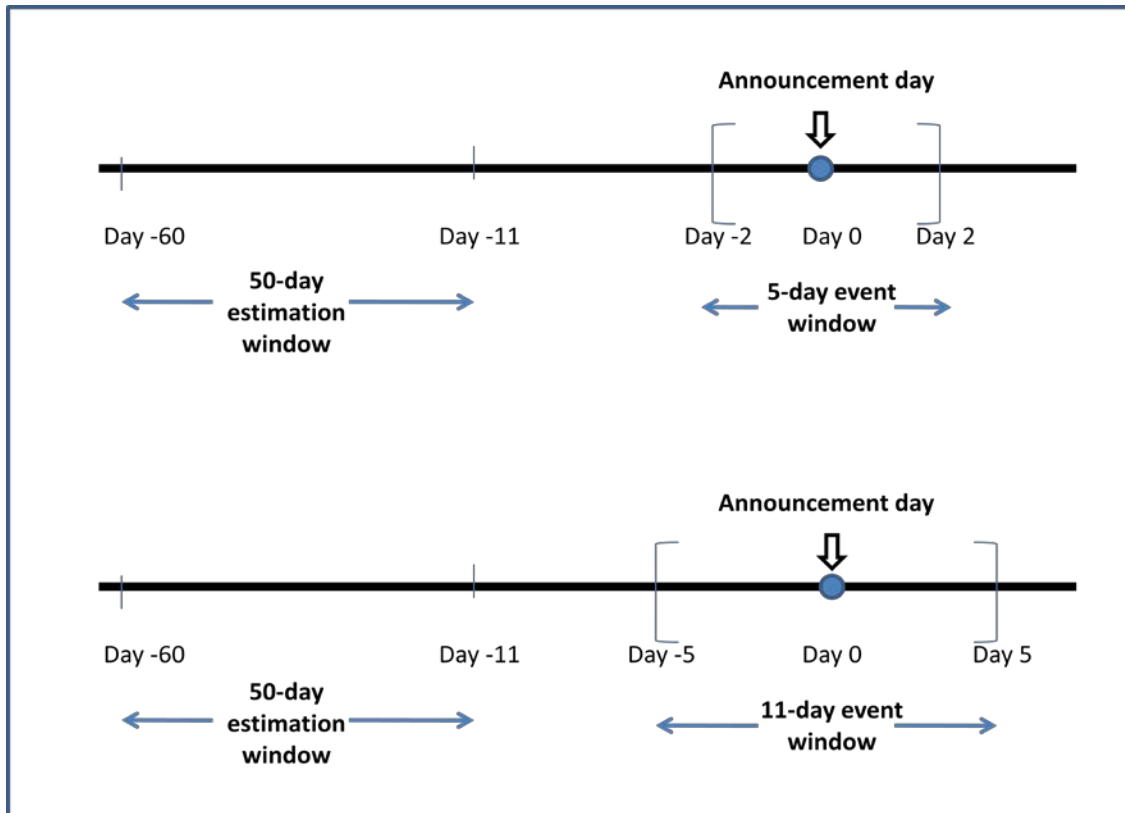 Announcement day
Day -60
Day -11
Day -2
Day 0
Day 2
50-day
estimation
window
5-day event
window
Announcement day
Day -60
Day -11
Day -5
Day 0
Day 5
50-day
estimation
window
11-day event
window